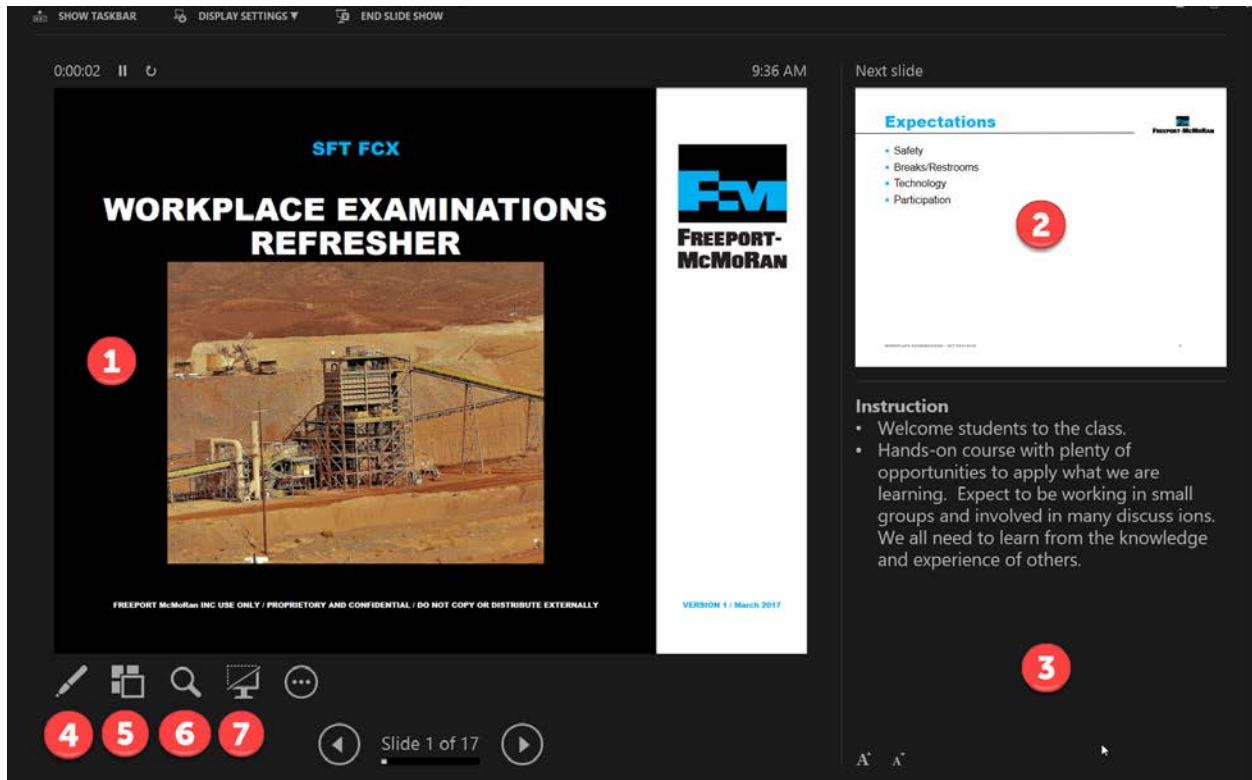 SHOW TASKBAR DISPLAY SETTINGS ▼ END SLIDE SHOW
0:00:02 9:36 AM
SFT FCX
WORKPLACE EXAMINATIONS
REFRESHER
FREEPORT-
MCMORAN
1
FREEPORT McMoRan INC USE ONLY / PROPRIETORY AND CONFIDENTIAL / DO NOT COPY OR DISTRIBUTE EXTERNALLY
VERSION 1 / March 2017
4 5 6 7
Slide 1 of 17
Next slide
Expectations
FREEPORT-MCMORAN
• Safety
• Breaks/Restrooms
• Technology
• Participation
2
Instruction
• Welcome students to the class.
• Hands-on course with plenty of
opportunities to apply what we are
learning. Expect to be working in small
groups and involved in many discuss ions.
We all need to learn from the knowledge
and experience of others.
3
A A